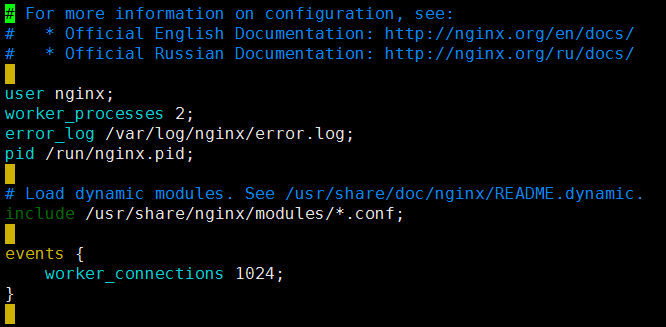 # For more information on configuration, see:
#   * Official English Documentation: http://nginx.org/en/docs/
#   * Official Russian Documentation: http://nginx.org/ru/docs/
user nginx;
worker_processes 2;
error_log /var/log/nginx/error.log;
pid /run/nginx.pid;
# Load dynamic modules. See /usr/share/doc/nginx/README.dynamic.
include /usr/share/nginx/modules/*.conf;
events {
    worker_connections 1024;
}